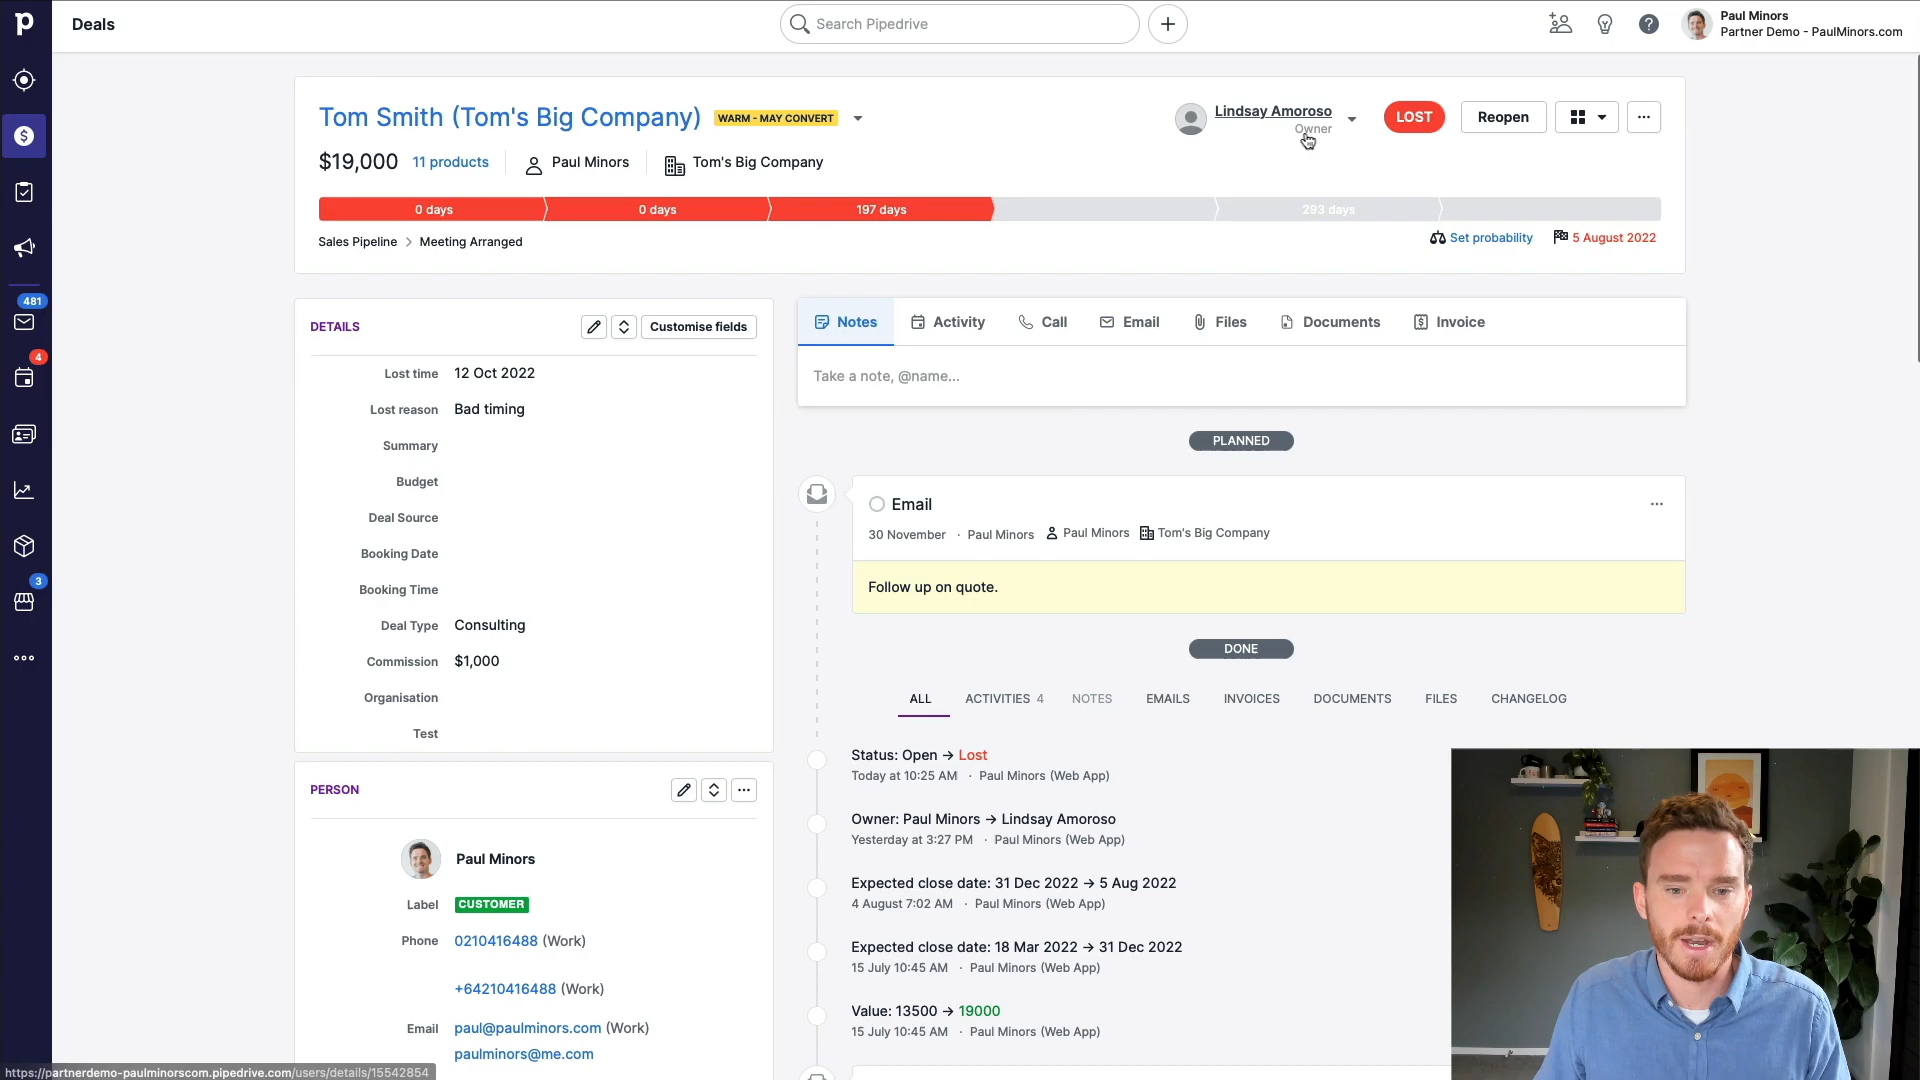 Deals
Search Pipedrive
Paul Minors
Partner Demo - PaulMinors.com
Tom Smith (Tom's Big Company)
WARM - MAY CONVERT
Lindsay Amoroso
Owner
LOST
Reopen
$19,000
11 products
Paul Minors
Tom's Big Company
0 days
0 days
197 days
293 days
Sales Pipeline
Meeting Arranged
Set probability
5 August 2022
481
4
3
DETAILS
Customise fields
Lost time 12 Oct 2022
Lost reason Bad timing
Summary
Budget
Deal Source
Booking Date
Booking Time
Deal Type Consulting
Commission $1,000
Organisation
Test
PERSON
Paul Minors
Label CUSTOMER
Phone 0210416488 (Work)
+64210416488 (Work)
Email paul@paulminors.com (Work)
paulminors@me.com
Notes
Activity
Call
Email
Files
Documents
Invoice
Take a note, @name...
PLANNED
Email
30 November · Paul Minors Paul Minors Tom's Big Company
Follow up on quote.
DONE
ALL
ACTIVITIES 4
NOTES
EMAILS
INVOICES
DOCUMENTS
FILES
CHANGELOG
Status: Open → Lost
Today at 10:25 AM · Paul Minors (Web App)
Owner: Paul Minors → Lindsay Amoroso
Yesterday at 3:27 PM · Paul Minors (Web App)
Expected close date: 31 Dec 2022 → 5 Aug 2022
4 August 7:02 AM · Paul Minors (Web App)
Expected close date: 18 Mar 2022 → 31 Dec 2022
15 July 10:45 AM · Paul Minors (Web App)
Value: 13500 → 19000
15 July 10:45 AM · Paul Minors (Web App)
https://partnerdemo-paulminorscom.pipedrive.com/users/details/15542854